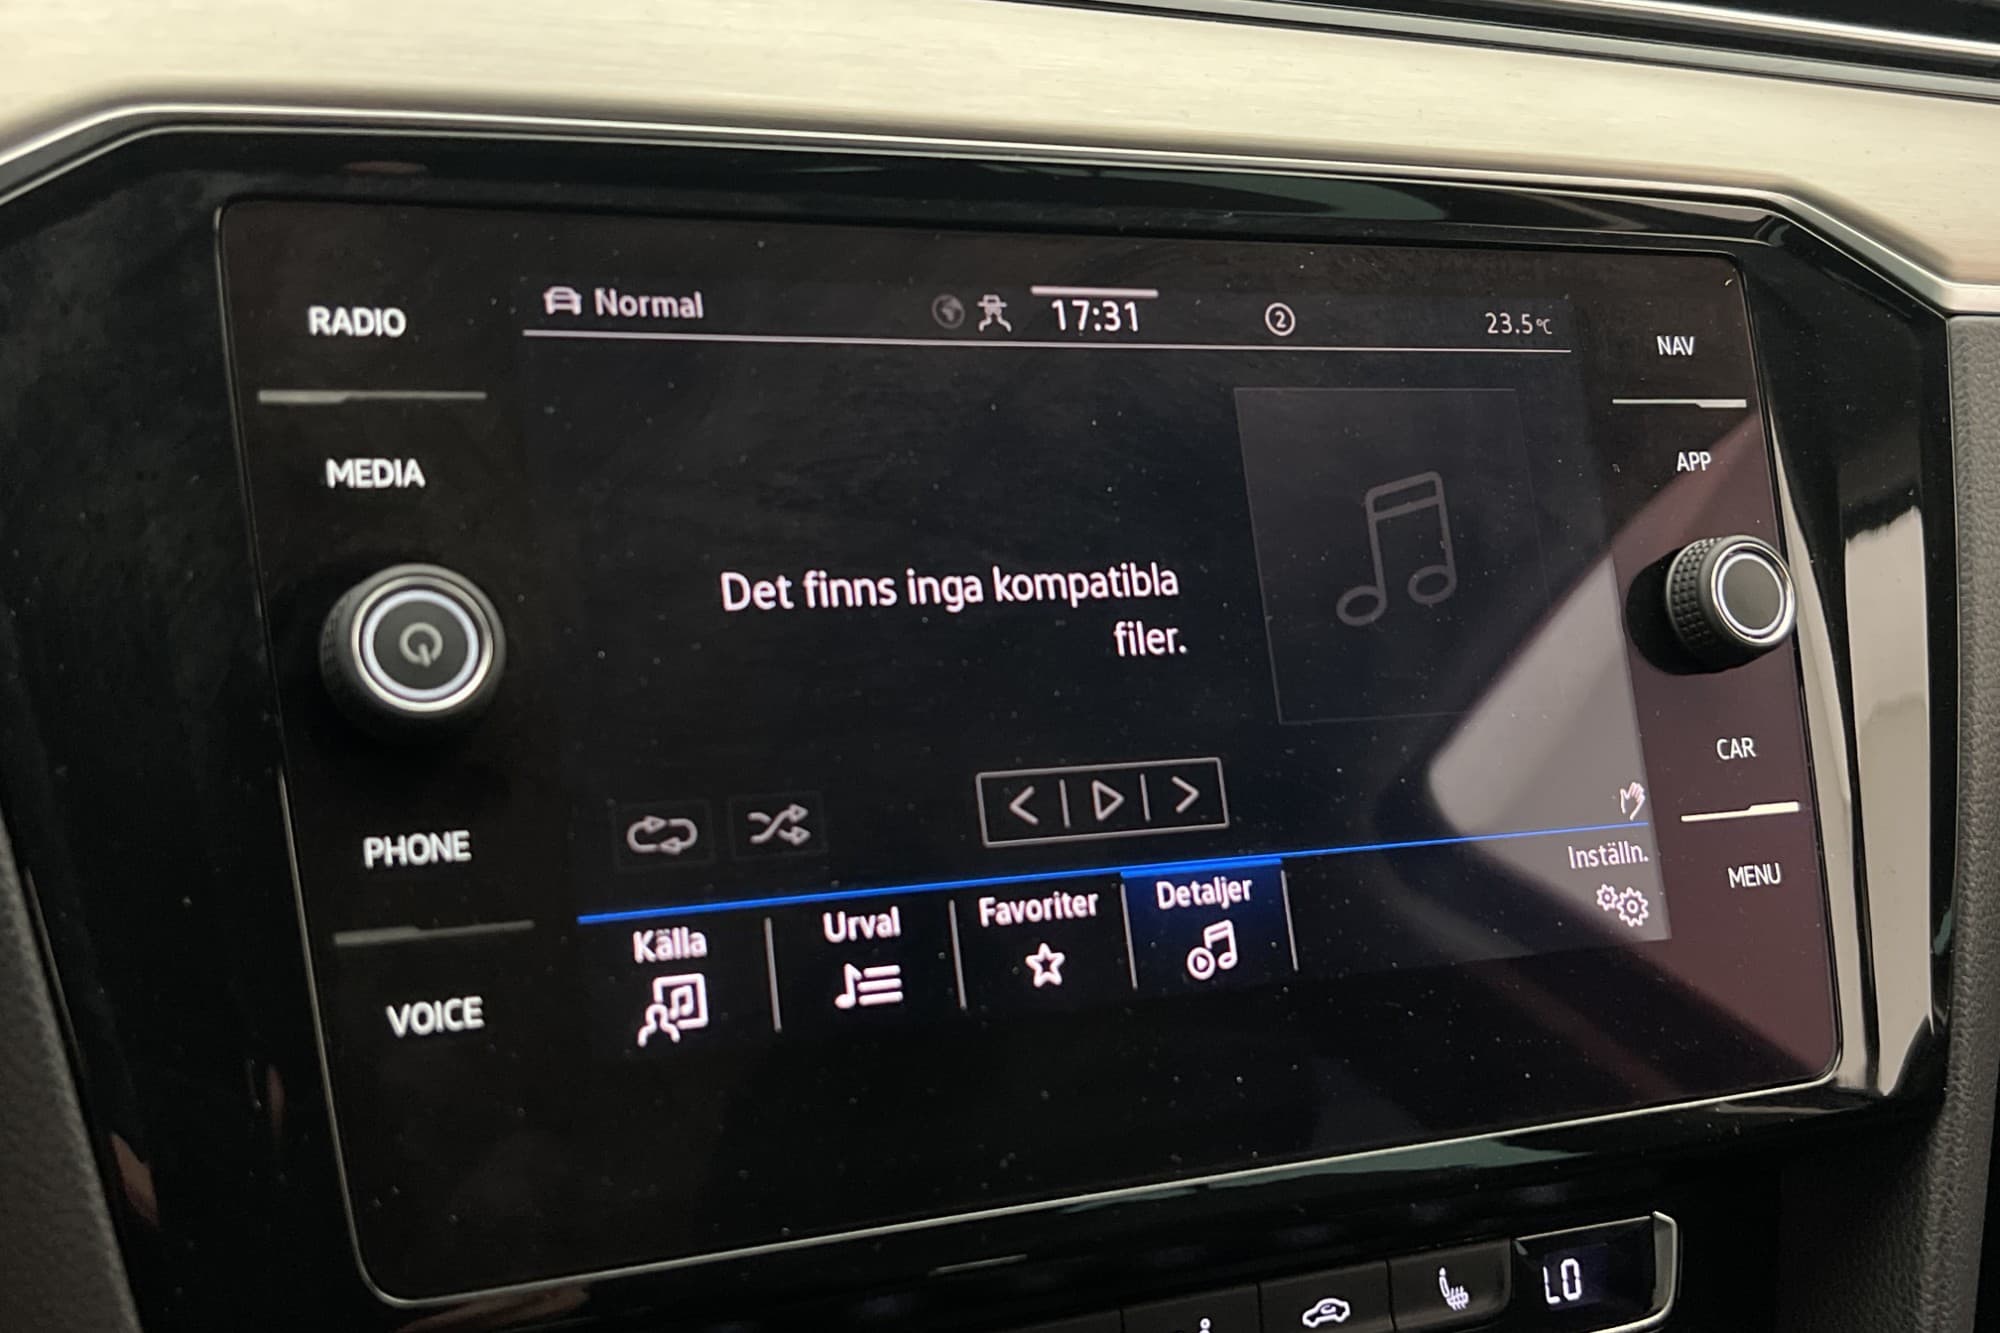 RADIO
MEDIA
PHONE
VOICE
Normal
17:31
2
23.5°C
Det finns inga kompatibla
filer.
Källa
Urval
Favoriter
Detaljer
Inställn.
NAV
APP
CAR
MENU
LO